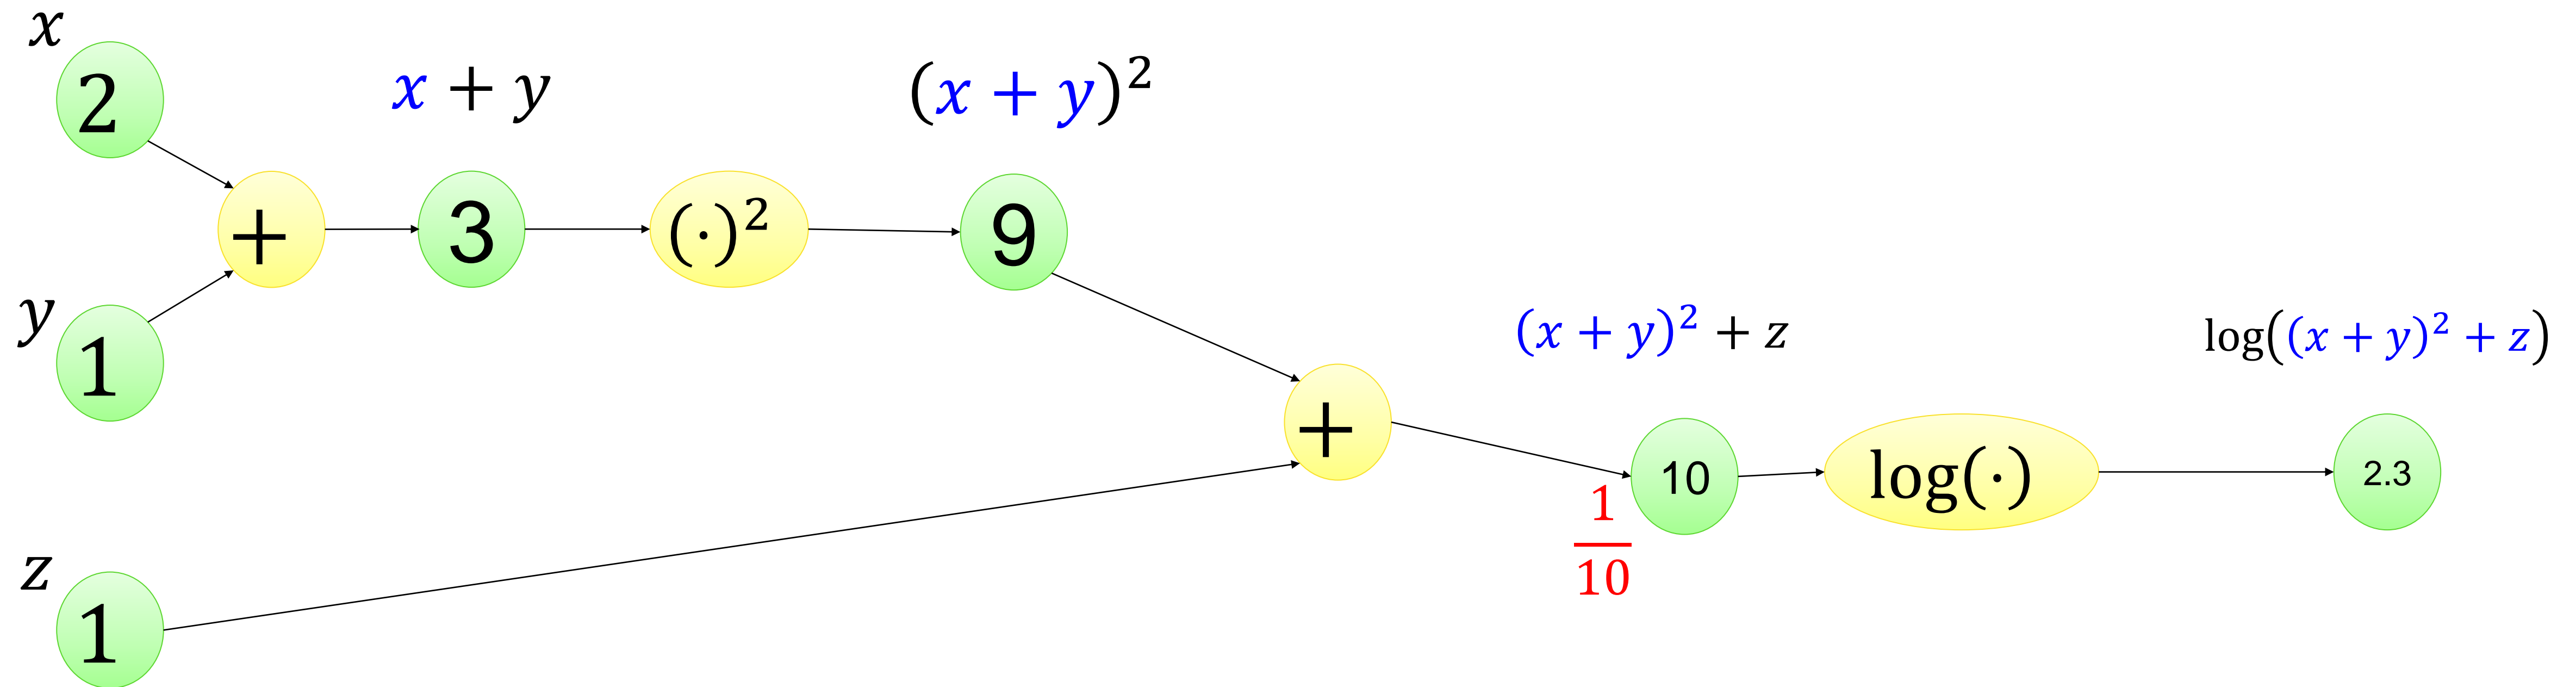 x
2
x + y
(x + y)²
+
3
(·)²
9
y
1
(x + y)² + z
log((x + y)² + z)
+
10
log(·)
2.3
1
10
z
1